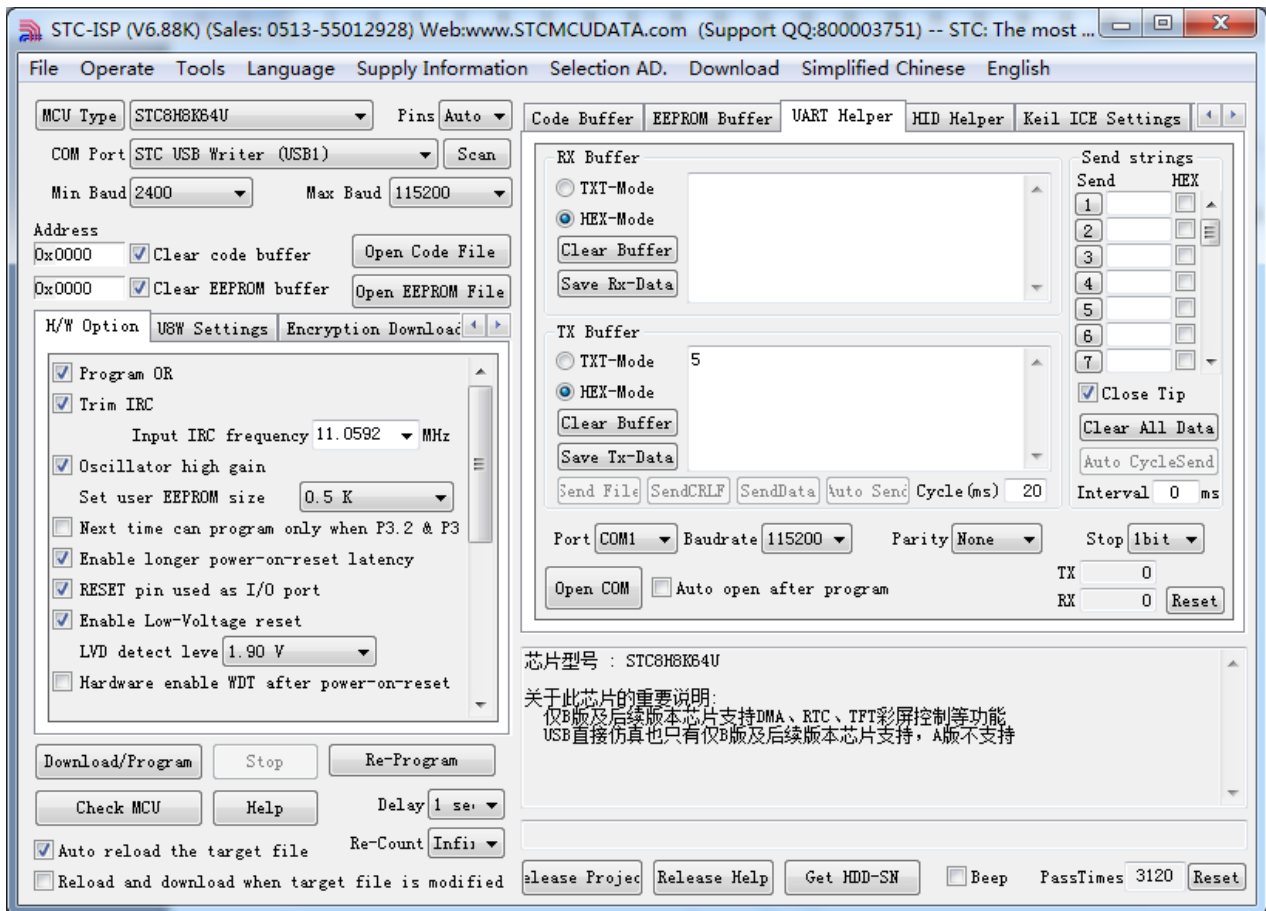 STC-ISP (V6.88K) (Sales: 0513-55012928) Web:www.STCMCUDATA.com (Support QQ:800003751) -- STC: The most ...
File Operate Tools Language Supply Information Selection AD. Download Simplified Chinese English
MCU Type STC8H8K64U Pins Auto
COM Port STC USB Writer (USB1) Scan
Min Baud 2400 Max Baud 115200
Address
0x0000 Clear code buffer Open Code File
0x0000 Clear EEPROM buffer Open EEPROM File
H/W Option U8W Settings Encryption Download
Program OR
Trim IRC
Input IRC frequency 11.0592 MHz
Oscillator high gain
Set user EEPROM size 0.5 K
Next time can program only when P3.2 & P3
Enable longer power-on-reset latency
RESET pin used as I/O port
Enable Low-Voltage reset
LVD detect leve 1.90 V
Hardware enable WDT after power-on-reset
Download/Program Stop Re-Program
Check MCU Help Delay 1 se
Auto reload the target file Re-Count Infi
Reload and download when target file is modified
Code Buffer EEPROM Buffer UART Helper HID Helper Keil ICE Settings
RX Buffer
TXT-Mode
HEX-Mode
Clear Buffer
Save Rx-Data
TX Buffer
TXT-Mode 5
HEX-Mode
Clear Buffer
Save Tx-Data
Send File SendCRLF SendData Auto Send Cycle(ms) 20
Send strings
Send HEX
1
2
3
4
5
6
7
Close Tip
Clear All Data
Auto CycleSend
Interval 0 ms
Port COM1 Baudrate 115200 Parity None Stop 1bit
Open COM Auto open after program
TX 0
RX 0 Reset
芯片型号 : STC8H8K64U
关于此芯片的重要说明:
仅B版及后续版本芯片支持DMA、RTC、TFT彩屏控制等功能
USB直接仿真也只有仅B版及后续版本芯片支持，A版不支持
elease Projec Release Help Get HDD-SN Beep PassTimes 3120 Reset